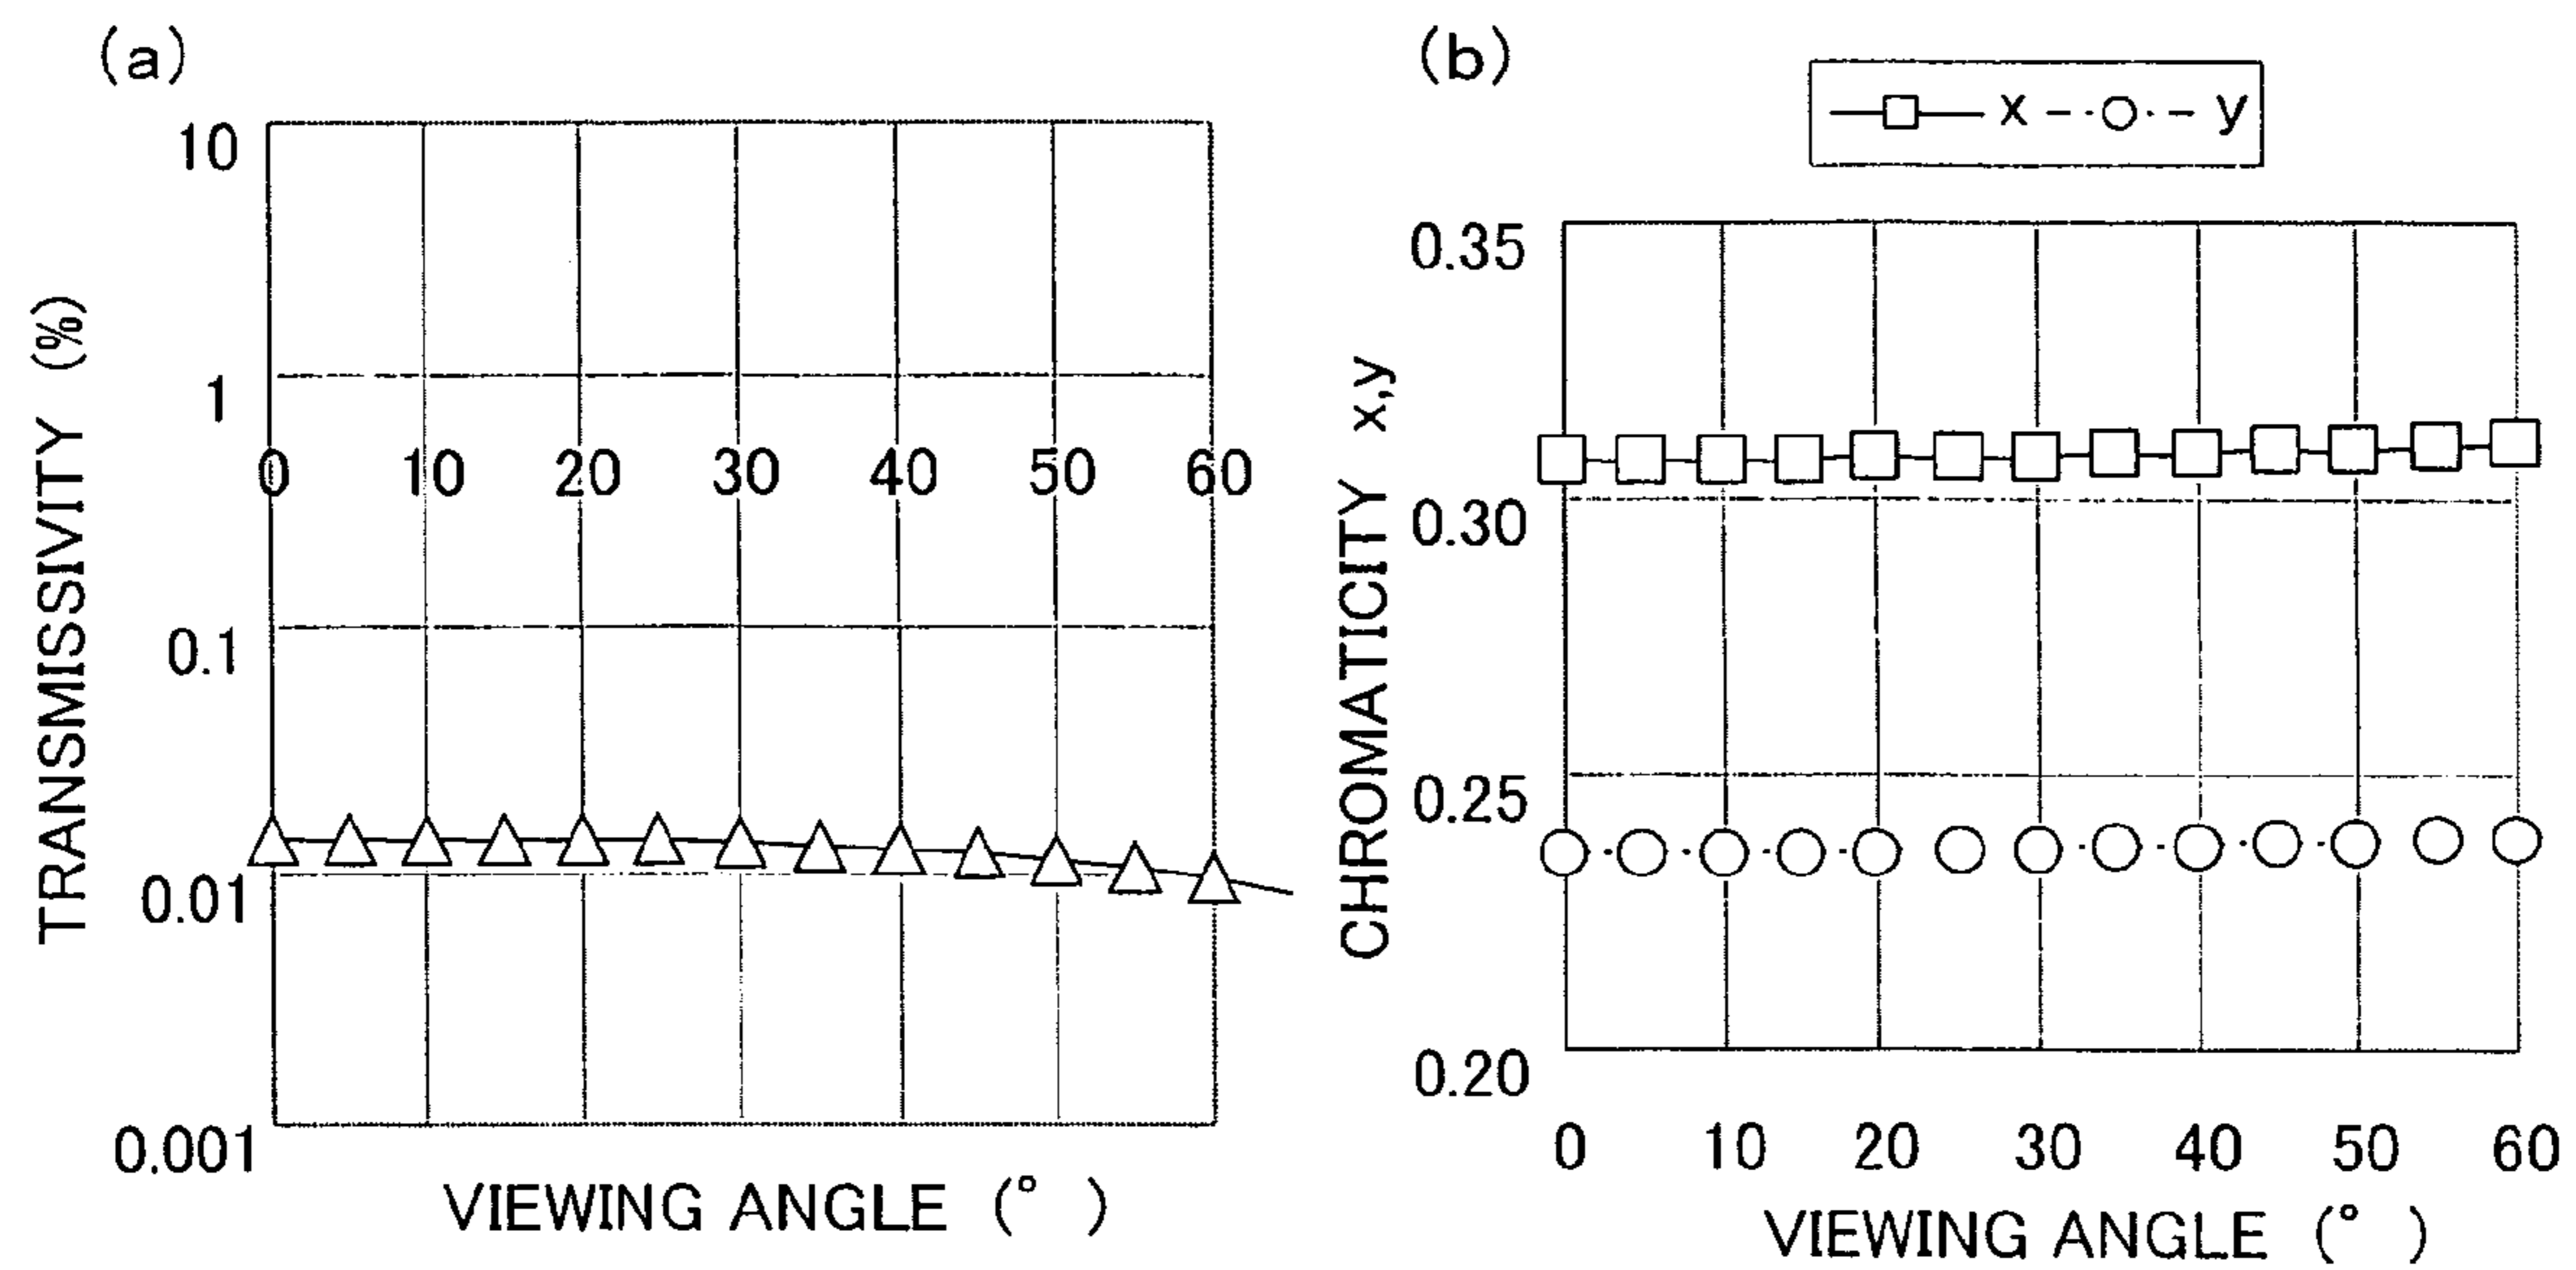 (a)
TRANSMISSIVITY (%)
10
1
0 10 20 30 40 50 60
0.1
0.01
0.001
VIEWING ANGLE (° )
(b)
x y
CHROMATICITY x,y
0.35
0.30
0.25
0.20
0 10 20 30 40 50 60
VIEWING ANGLE (° )